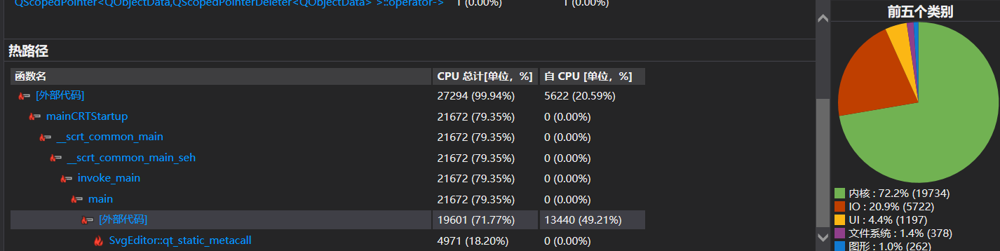 QScopedPointer<QObjectData,QScopedPointerDeleter<QObjectData> >::operator-> 1 (0.00%) 1 (0.00%)
热路径
函数名 CPU 总计[单位，%] 自 CPU [单位，%]
[外部代码] 27294 (99.94%) 5622 (20.59%)
mainCRTStartup 21672 (79.35%) 0 (0.00%)
__scrt_common_main 21672 (79.35%) 0 (0.00%)
__scrt_common_main_seh 21672 (79.35%) 0 (0.00%)
invoke_main 21672 (79.35%) 0 (0.00%)
main 21672 (79.35%) 0 (0.00%)
[外部代码] 19601 (71.77%) 13440 (49.21%)
SvgEditor::qt_static_metacall 4971 (18.20%) 0 (0.00%)
前五个类别
内核 : 72.2% (19734)
IO : 20.9% (5722)
UI : 4.4% (1197)
文件系统 : 1.4% (378)
图形 : 1.0% (262)